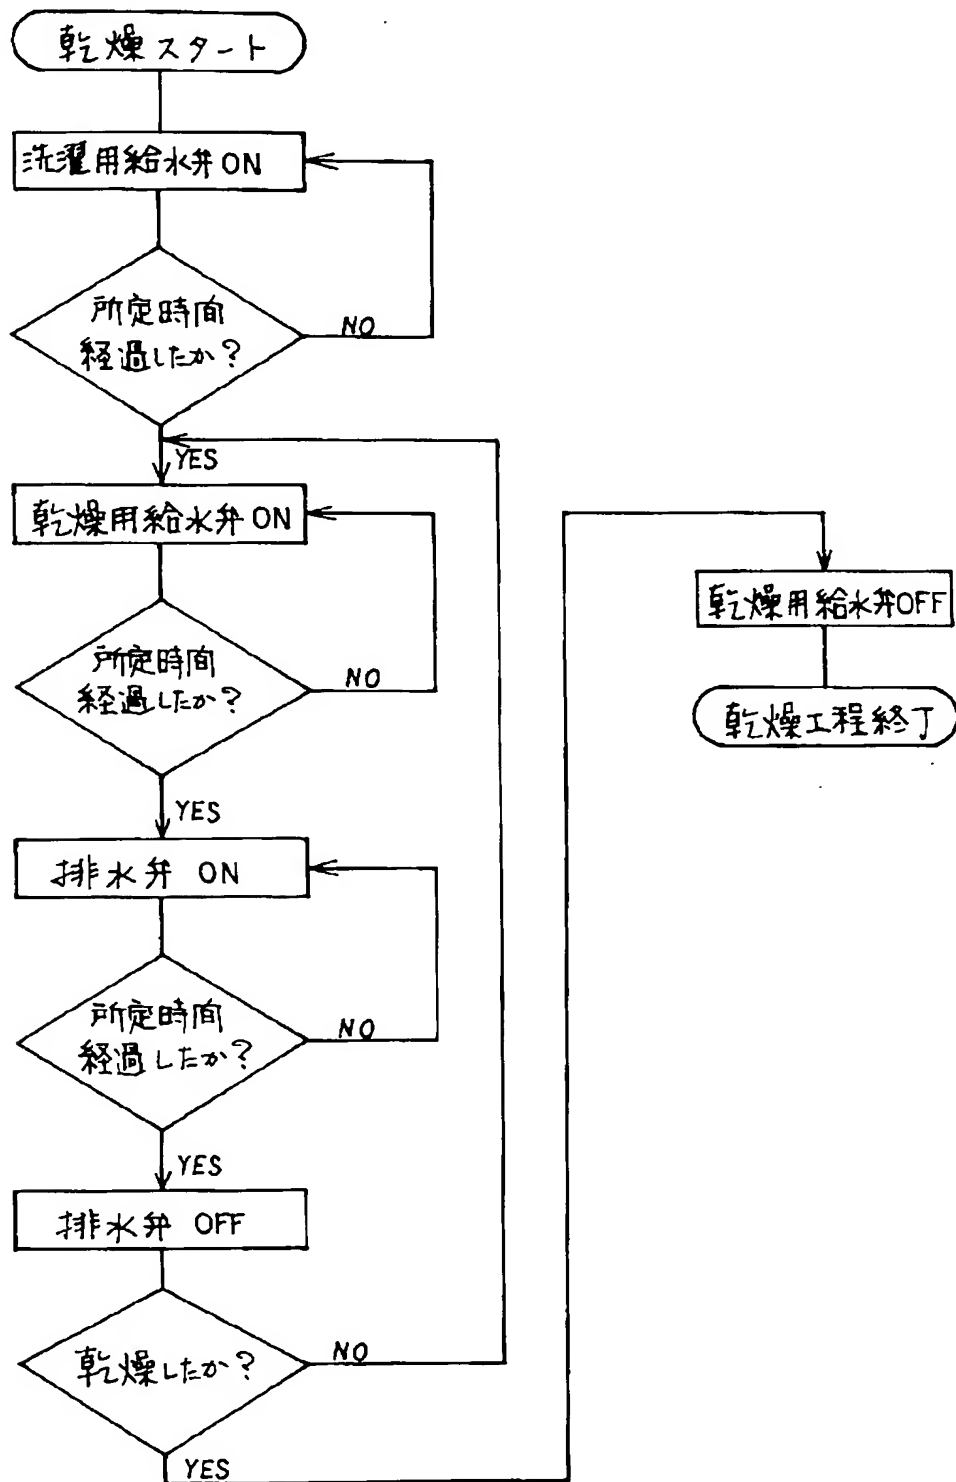 乾燥スタート
洗濯用給水弁ON
所定時間
経過したか?
NO
YES
乾燥用給水弁ON
所定時間
経過したか?
NO
YES
排水弁 ON
所定時間
経過したか?
NO
YES
排水弁 OFF
乾燥したか?
NO
YES
乾燥用給水弁OFF
乾燥工程終了